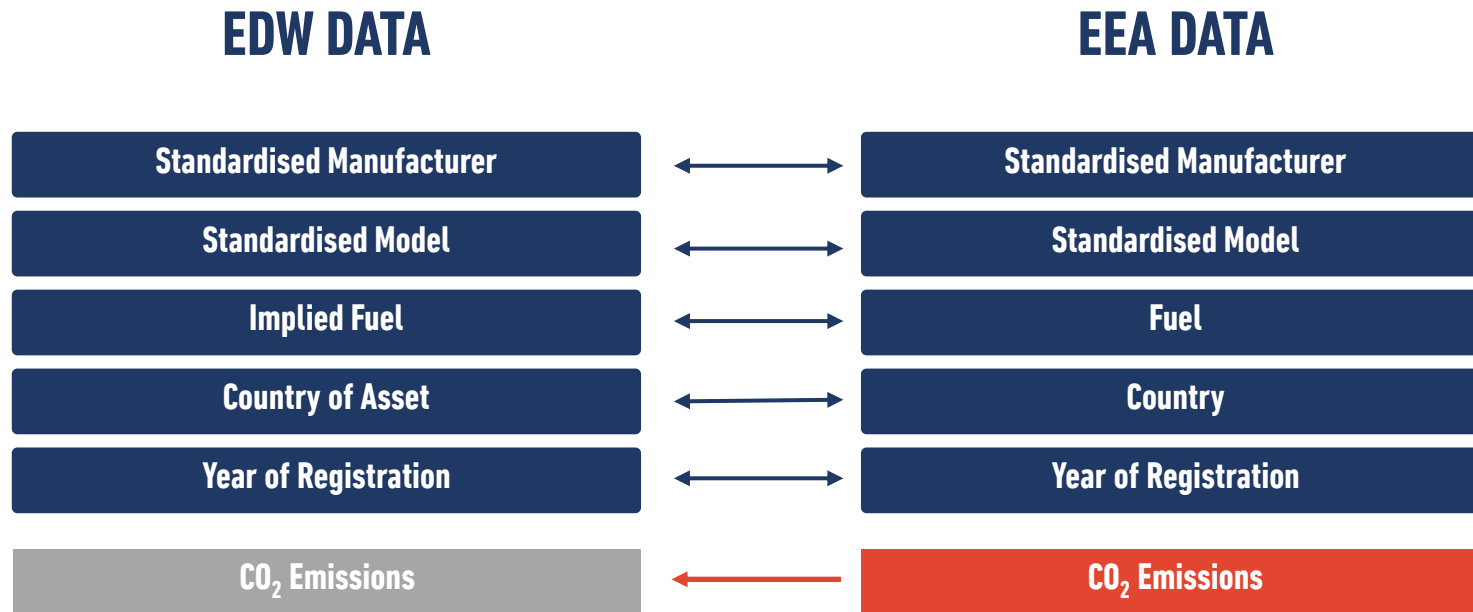 EDW DATA
EEA DATA
Standardised Manufacturer
Standardised Manufacturer
Standardised Model
Standardised Model
Implied Fuel
Fuel
Country of Asset
Country
Year of Registration
Year of Registration
CO₂ Emissions
CO₂ Emissions